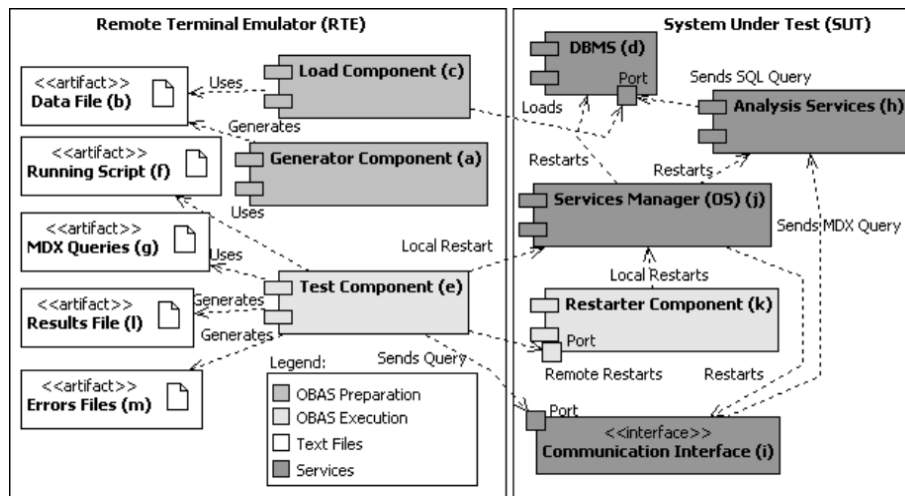 Remote Terminal Emulator (RTE)
<<artifact>>
Data File (b)
Uses
Load Component (c)
Generates
<<artifact>>
Running Script (f)
Generator Component (a)
Uses
<<artifact>>
MDX Queries (g)
Uses
Local Restart
Test Component (e)
<<artifact>>
Results File (l)
Generates
Generates
Sends Query
<<artifact>>
Errors Files (m)
Legend:
OBAS Preparation
OBAS Execution
Text Files
Services
System Under Test (SUT)
DBMS (d)
Port
Sends SQL Query
Loads
Analysis Services (h)
Restarts
Restarts
Services Manager (OS) (j)
Sends MDX Query
Local Restarts
Restarter Component (k)
Port
Remote Restarts
Restarts
Port
<<interface>>
Communication Interface (i)